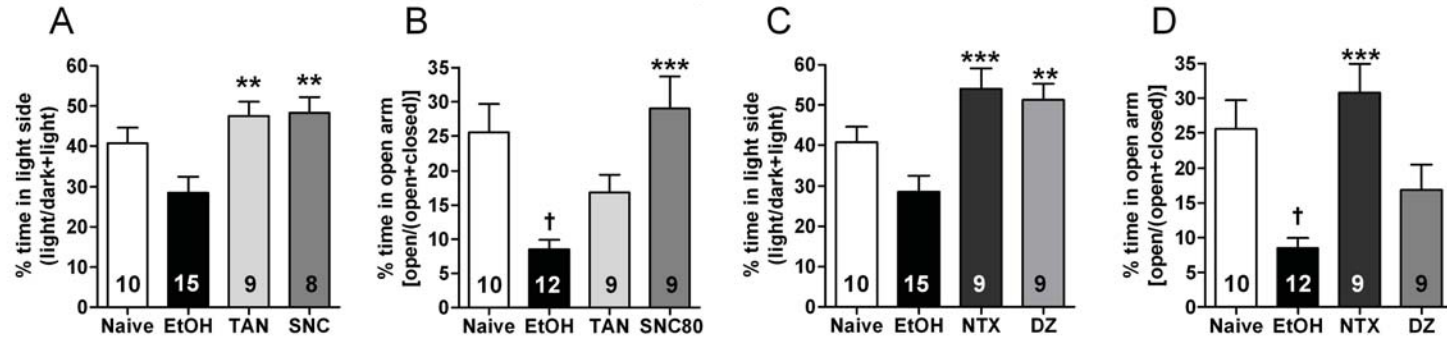 A
% time in light side
(light/dark+light)
60
50
40
30
20
10
0
** **
10 15 9 8
Naive EtOH TAN SNC
B
% time in open arm
[open/(open+closed)]
35
30
25
20
15
10
5
0
†
***
10 12 9 9
Naive EtOH TAN SNC80
C
% time in light side
(light/dark+light)
60
50
40
30
20
10
0
*** **
10 15 9 9
Naive EtOH NTX DZ
D
% time in open arm
[open/(open+closed)]
35
30
25
20
15
10
5
0
†
***
10 12 9 9
Naive EtOH NTX DZ